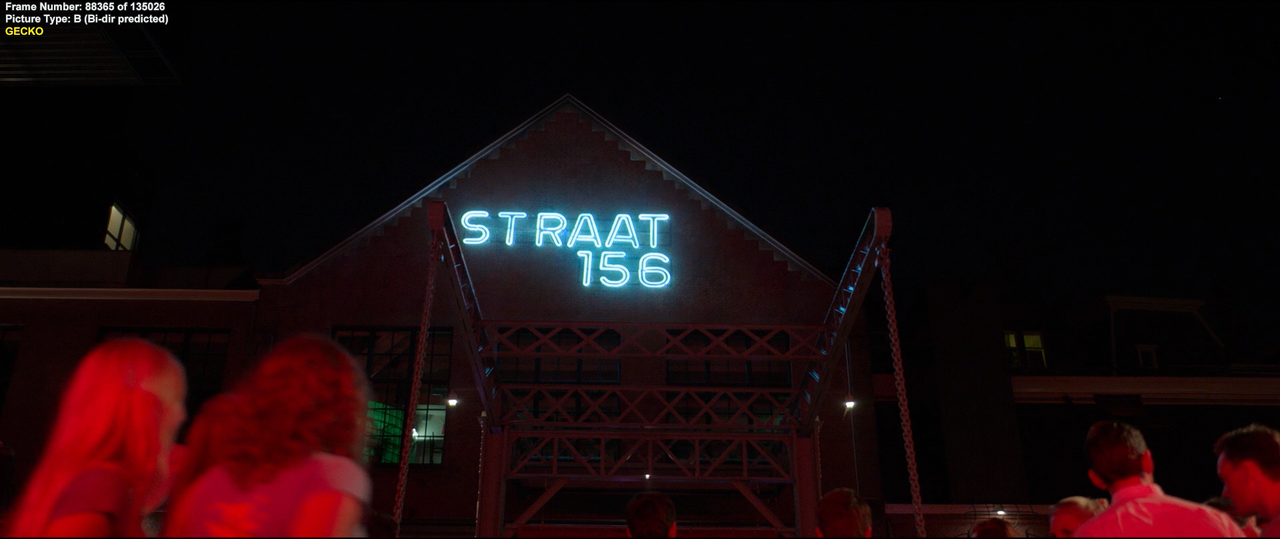 Frame Number: 88365 of 135026
Picture Type: B (Bi-dir predicted)
GECKO
STRAAT
156